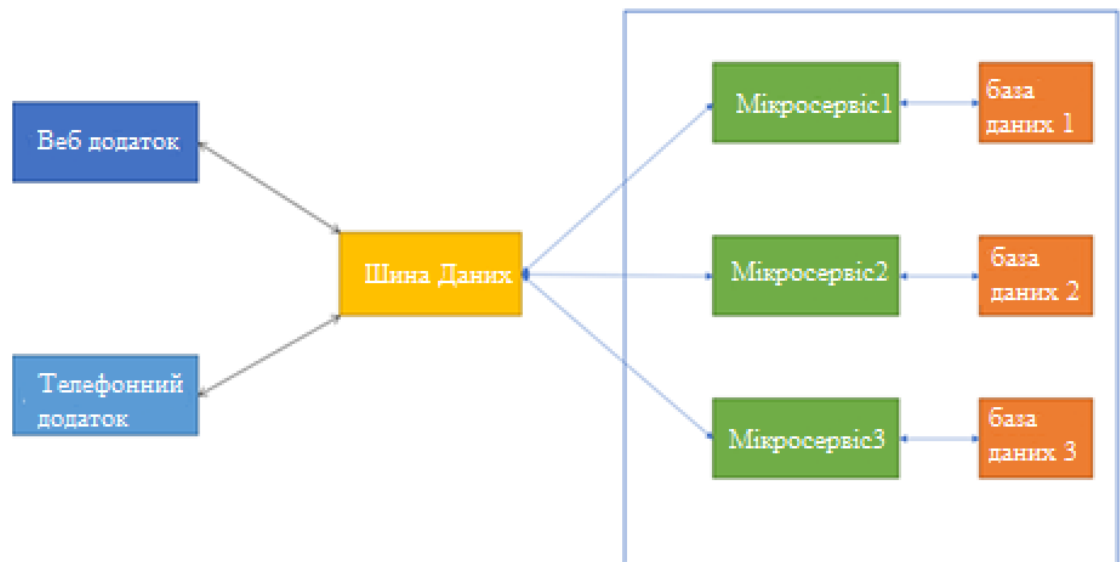 Веб додаток
Телефонний
додаток
Шина Даних
Мікросервіс1
база
даних 1
Мікросервіс2
база
даних 2
Мікросервіс3
база
даних 3